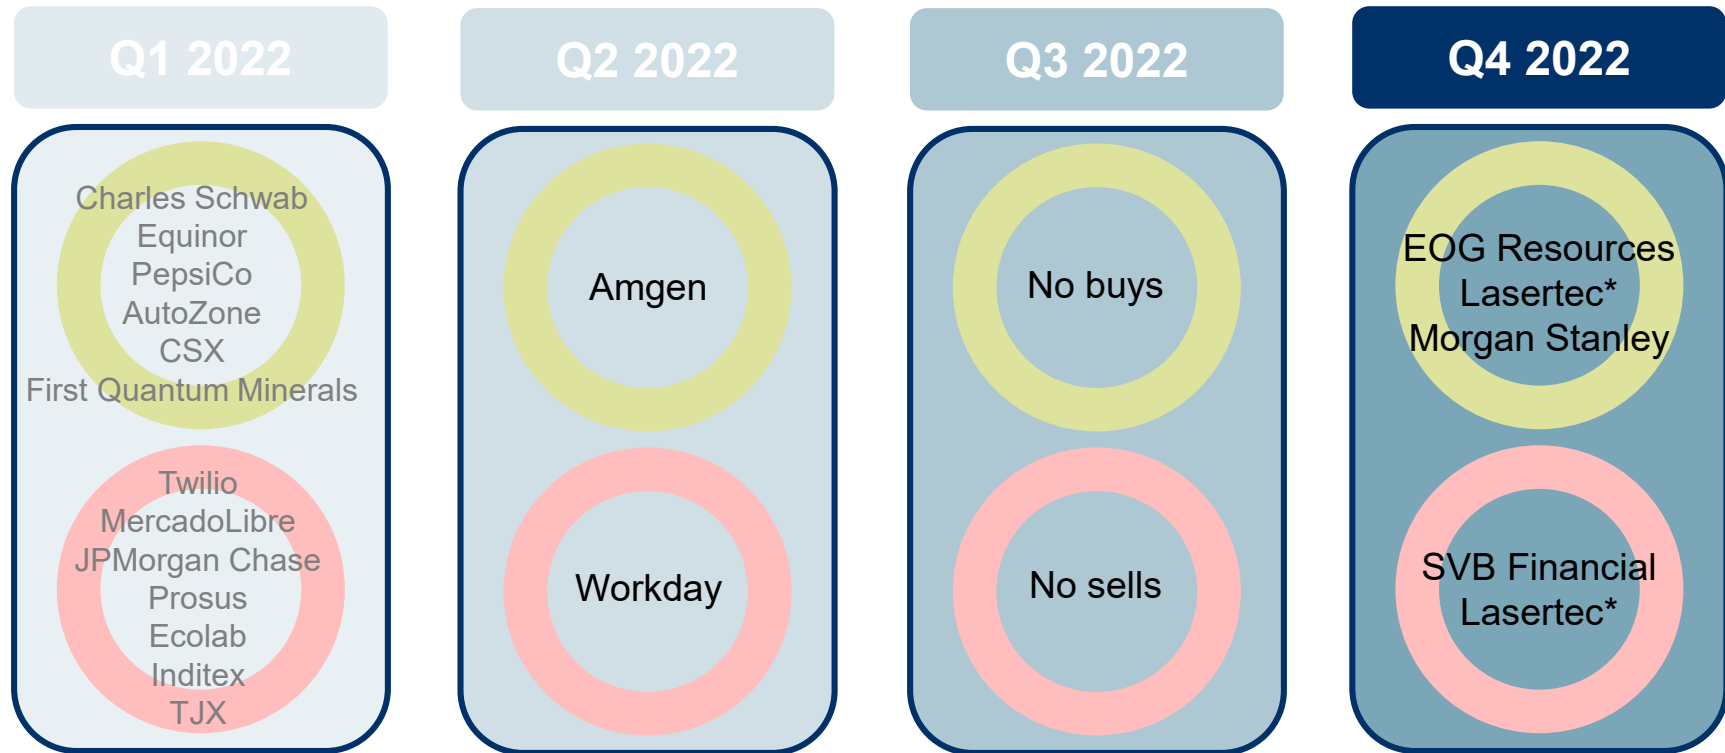 Q1 2022
Q2 2022
Q3 2022
Q4 2022
Charles Schwab
Equinor
PepsiCo
AutoZone
CSX
First Quantum Minerals
Twilio
MercadoLibre
JPMorgan Chase
Prosus
Ecolab
Inditex
TJX
Amgen
Workday
No buys
No sells
EOG Resources
Lasertec*
Morgan Stanley
SVB Financial
Lasertec*